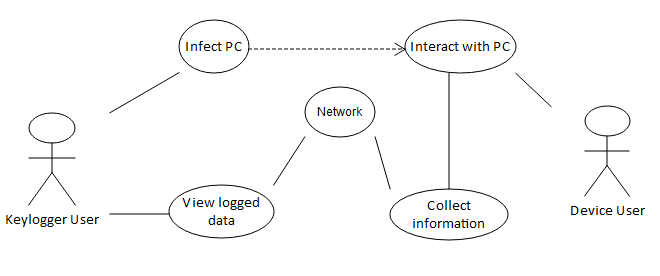 Infect PC
Interact with PC
Network
View logged
data
Collect
information
Keylogger User
Device User